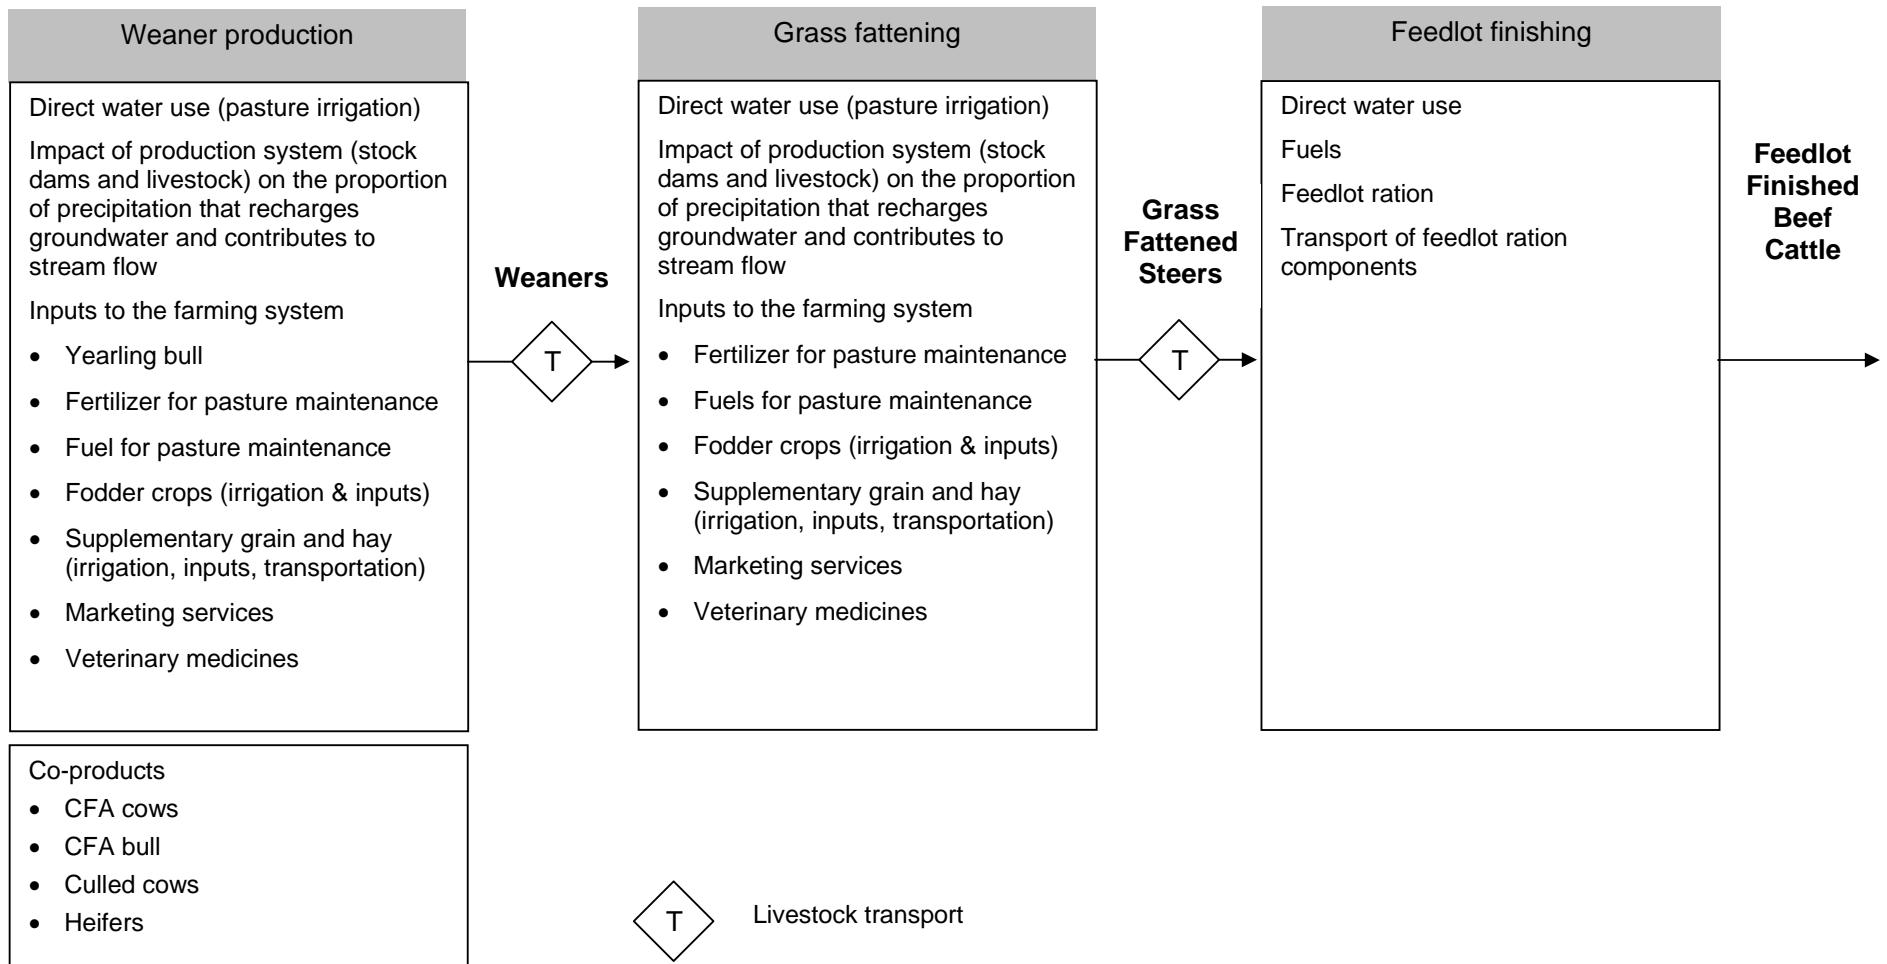 Weaner production
Direct water use (pasture irrigation)
Impact of production system (stock
dams and livestock) on the proportion
of precipitation that recharges
groundwater and contributes to
stream flow
Inputs to the farming system
• Yearling bull
• Fertilizer for pasture maintenance
• Fuel for pasture maintenance
• Fodder crops (irrigation & inputs)
• Supplementary grain and hay
(irrigation, inputs, transportation)
• Marketing services
• Veterinary medicines
Co-products
• CFA cows
• CFA bull
• Culled cows
• Heifers
Weaners
T
Grass fattening
Direct water use (pasture irrigation)
Impact of production system (stock
dams and livestock) on the proportion
of precipitation that recharges
groundwater and contributes to
stream flow
Inputs to the farming system
• Fertilizer for pasture maintenance
• Fuels for pasture maintenance
• Fodder crops (irrigation & inputs)
• Supplementary grain and hay
(irrigation, inputs, transportation)
• Marketing services
• Veterinary medicines
Grass
Fattened
Steers
T
Feedlot finishing
Direct water use
Fuels
Feedlot ration
Transport of feedlot ration
components
Feedlot
Finished
Beef
Cattle
T
Livestock transport